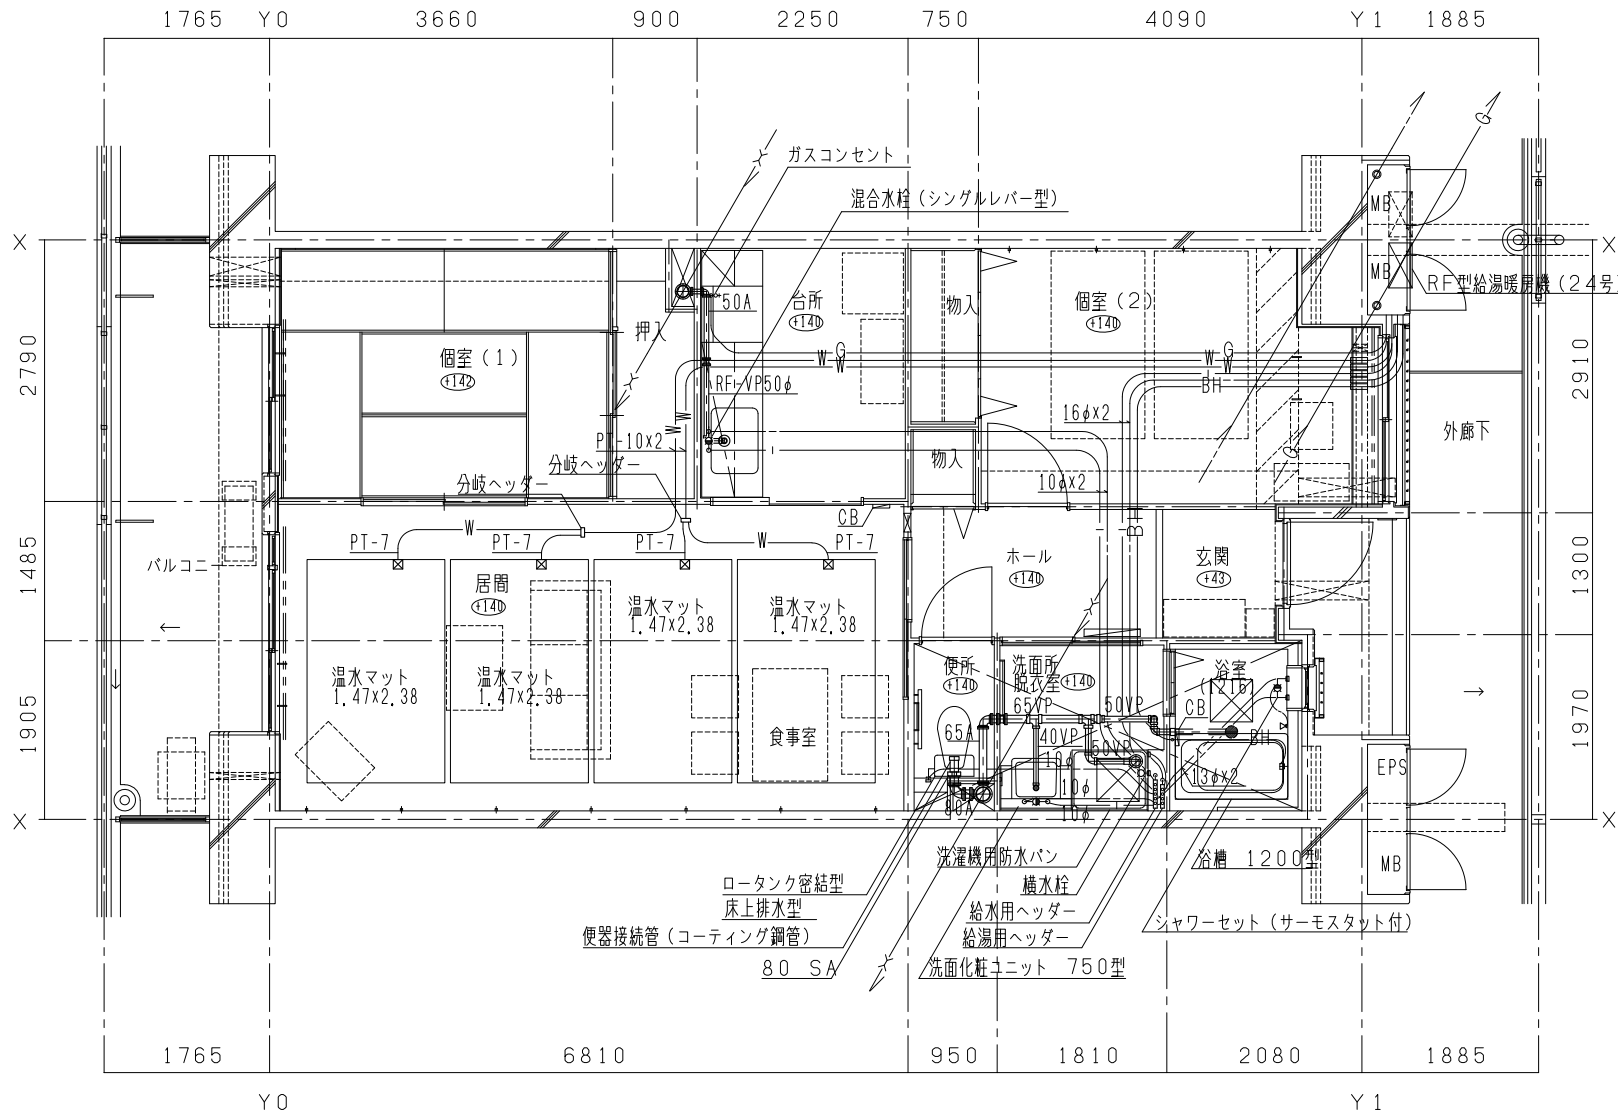 1765 Y0 3660 900 2250 750 4090 Y1 1885
ガスコンセント
混合水栓（シングルレバー型）
MB
X
X
MB
RF型給湯暖房機（24号）
G
50A
台所
+140
物入
個室（2）
+140
押入
個室（1）
+142
2790
2910
W
G
W
W
G
W
BH
RFI-VP50φ
16φx2
外廊下
W
W
PT-10x2
物入
分岐ヘッダー
分岐ヘッダー
G
10φx2
CB
W
W
BH
PT-7
PT-7
PT-7
PT-7
ホール
+140
玄関
+43
1485
1300
バルコニー
居間
+140
温水マット
1.47x2.38
温水マット
1.47x2.38
温水マット
1.47x2.38
温水マット
1.47x2.38
便所
+140
洗面所
脱衣室
+140
浴室
(1216)
65VP
50VP
CB
1905
1970
食事室
65A
40VP
50VP
BH
10φ
13φx2
10φ
10φ
80A
EPS
X
X
MB
洗濯機用防水パン
浴槽 1200型
ロータンク密結型
床上排水型
横水栓
給水用ヘッダー
シャワーセット（サーモスタット付）
便器接続管（コーティング鋼管）
給湯用ヘッダー
80 SA
洗面化粧ユニット 750型
1765 6810 950 1810 2080 1885
Y0 Y1